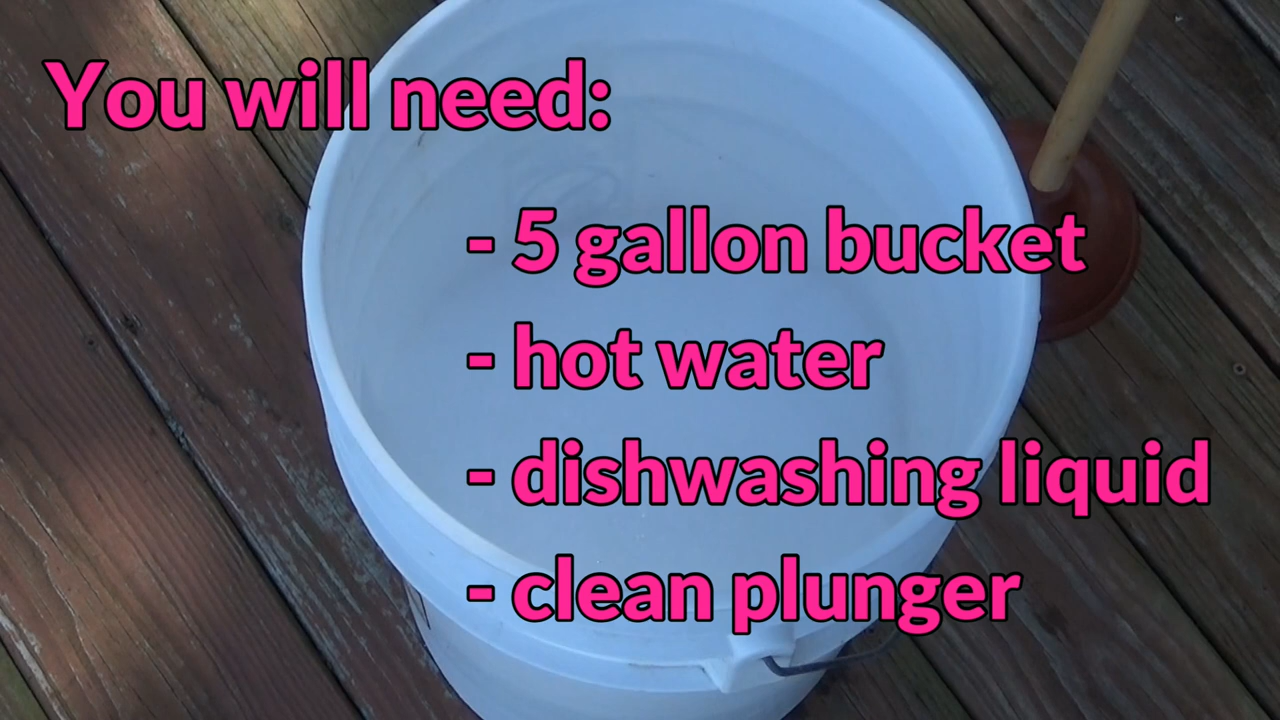 You will need:
- 5 gallon bucket
- hot water
- dishwashing liquid
- clean plunger